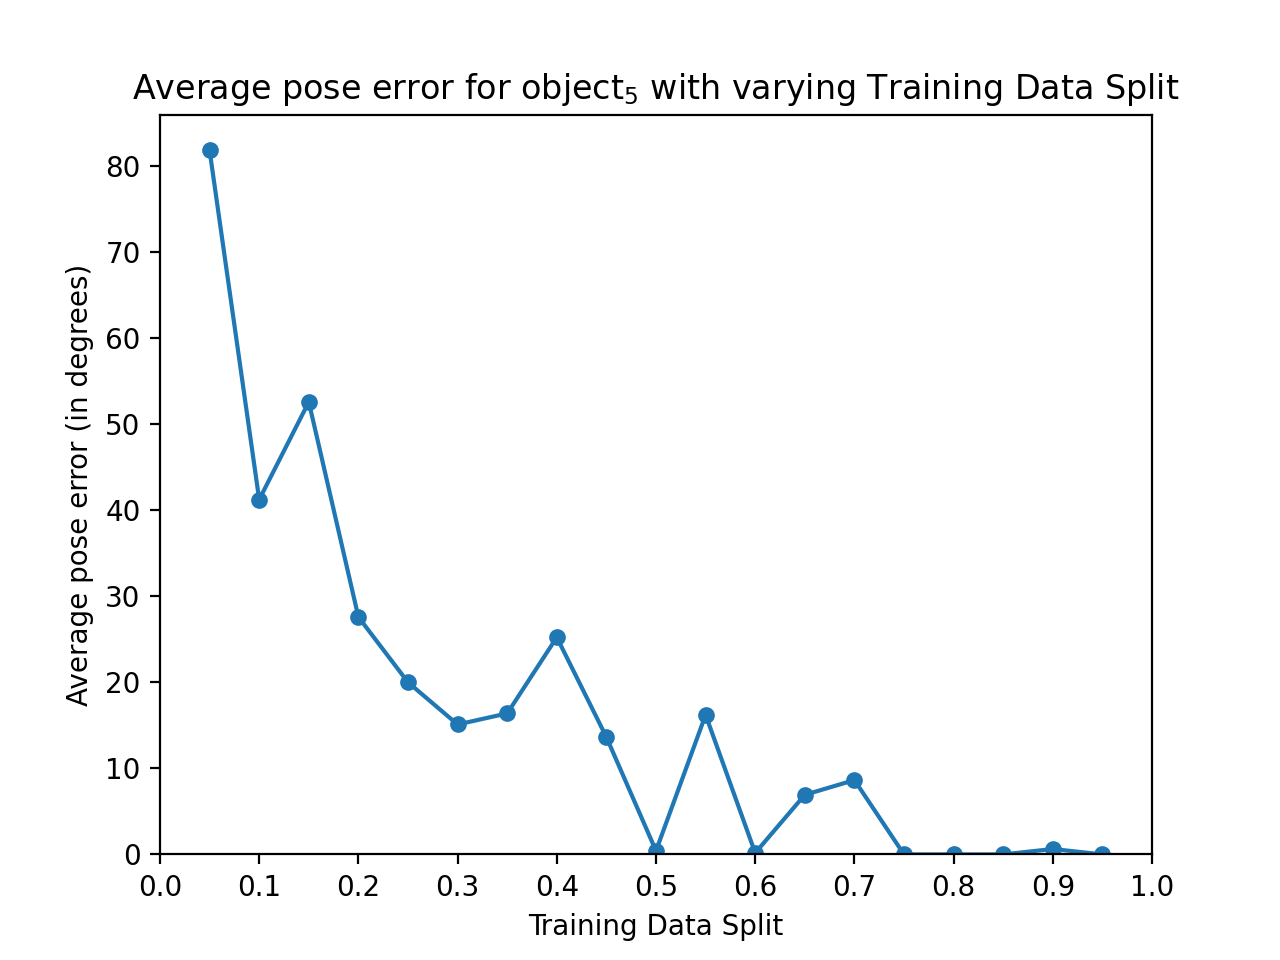 Average pose error for object₅ with varying Training Data Split
Average pose error (in degrees)
80
70
60
50
40
30
20
10
0
0.0 0.1 0.2 0.3 0.4 0.5 0.6 0.7 0.8 0.9 1.0
Training Data Split